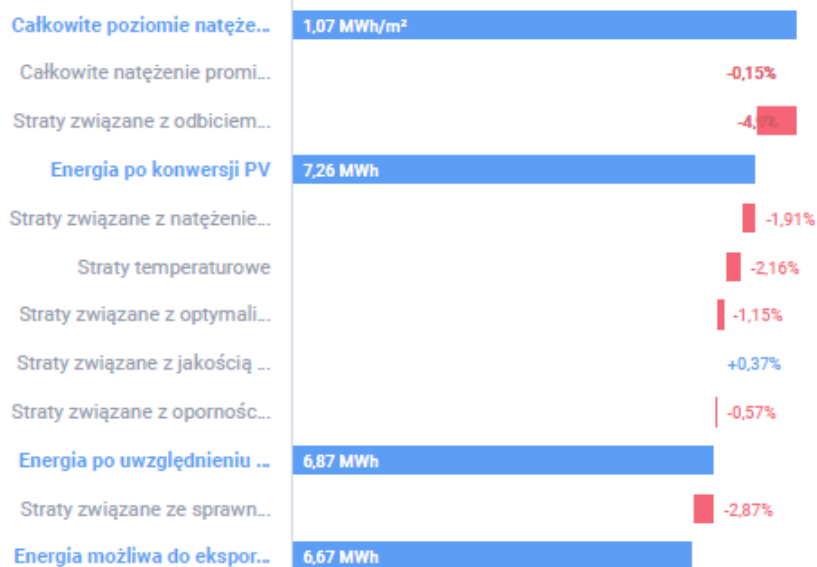 Całkowite poziomie natęże... 1,07 MWh/m²
Całkowite natężenie promi... -0,15%
Straty związane z odbiciem...
Energia po konwersji PV 7,26 MWh
Straty związane z natężenie... -1,91%
Straty temperaturowe -2,16%
Straty związane z optymali... -1,15%
Straty związane z jakością ... +0,37%
Straty związane z opornośc... -0,57%
Energia po uwzględnieniu ... 6,87 MWh
Straty związane ze sprawn... -2,87%
Energia możliwa do ekspor... 6,67 MWh